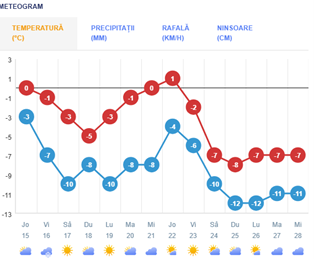 METEOGRAM
TEMPERATURĂ (°C)
PRECIPITAȚII (MM)
RAFALĂ (KM/H)
NINSOARE (CM)
3
1
-1
-3
-5
-7
-9
-11
-13
0 -1 -3 -5 -3 -1 0 1 -2 -7 -8 -7 -7 -7
-3 -7 -10 -8 -10 -8 -8 -4 -6 -10 -12 -12 -11 -11
Jo Vi Sâ Du Lu Ma Mi Jo Vi Sâ Du Lu Ma Mi
15 16 17 18 19 20 21 22 23 24 25 26 27 28